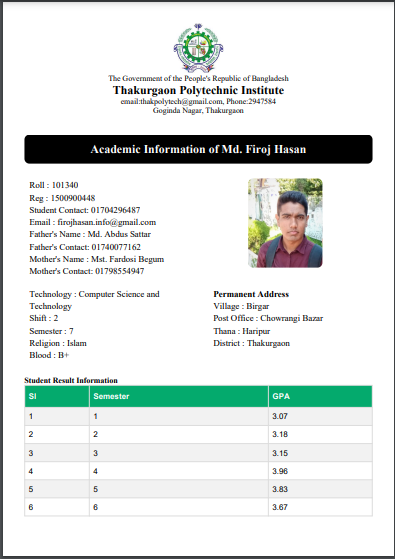 The Government of the People's Republic of Bangladesh
Thakurgaon Polytechnic Institute
email:thakpolytech@gmail.com, Phone:2947584
Goginda Nagar, Thakurgaon
Academic Information of Md. Firoj Hasan
Roll : 101340
Reg : 1500900448
Student Contact: 01704296487
Email : firojhasan.info@gmail.com
Father's Name : Md. Abdus Sattar
Father's Contact: 01740077162
Mother's Name : Mst. Fardosi Begum
Mother's Contact: 01798554947
Technology : Computer Science and
Technology
Shift : 2
Semester : 7
Religion : Islam
Blood : B+
Permanent Address
Village : Birgar
Post Office : Chowrangi Bazar
Thana : Haripur
District : Thakurgaon
Student Result Information
Sl Semester GPA
1 1 3.07
2 2 3.18
3 3 3.15
4 4 3.96
5 5 3.83
6 6 3.67